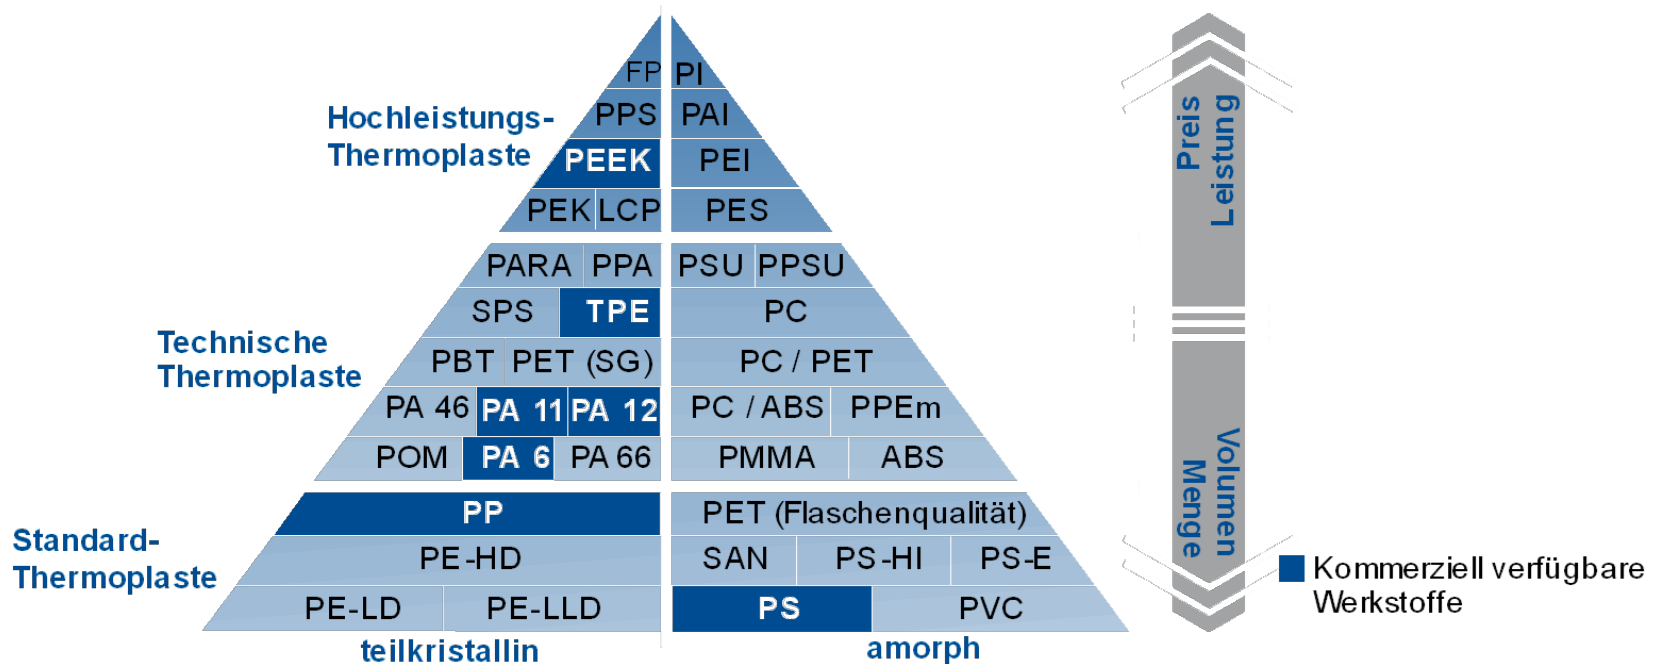 FP PI
Hochleistungs-
Thermoplaste
PPS PAI
PEEK PEI
PEK LCP PES
Preis
Leistung
PARA PPA PSU PPSU
SPS TPE PC
Technische
Thermoplaste
PBT PET (SG) PC / PET
PA 46 PA 11 PA 12 PC / ABS PPEm
POM PA 6 PA 66 PMMA ABS
Volumen
Menge
PP PET (Flaschenqualität)
Standard-
Thermoplaste
PE-HD SAN PS-HI PS-E
PE-LD PE-LLD PS PVC
teilkristallin amorph
Kommerziell verfügbare
Werkstoffe